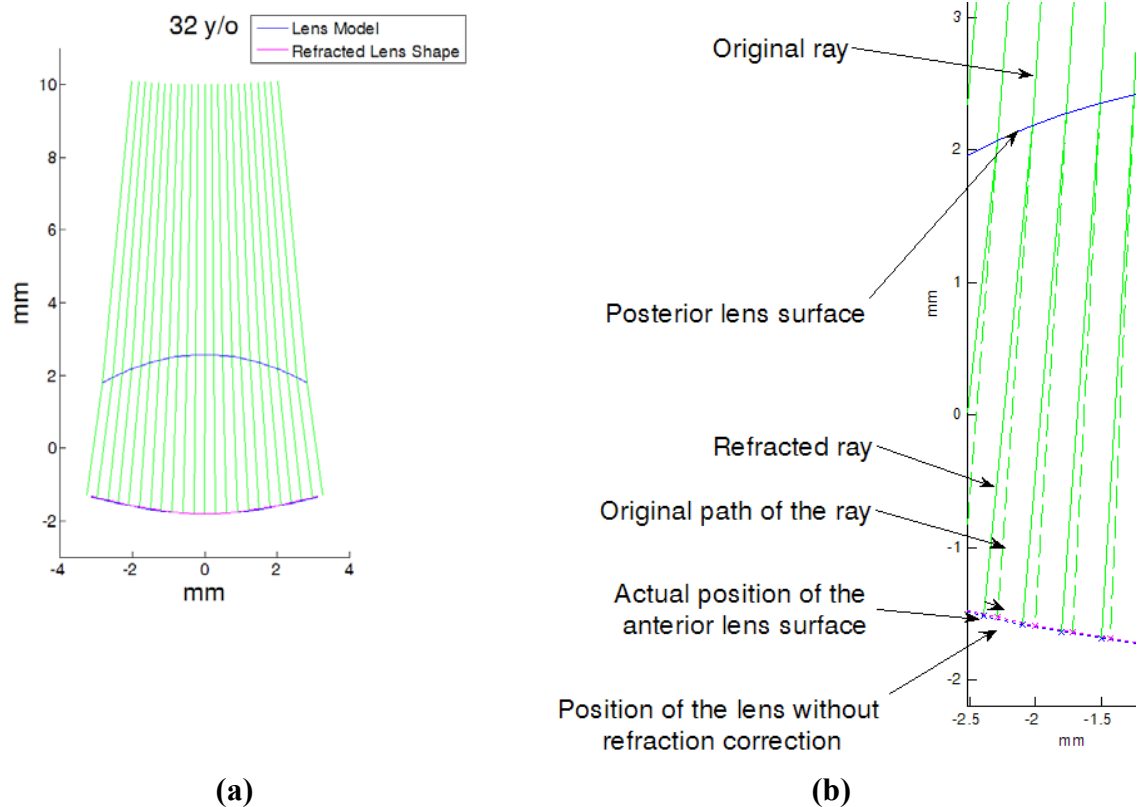 32 y/o
Lens Model
Refracted Lens Shape
10
8
6
4
2
0
-2
mm
-4
-2
0
2
4
mm
(a)
Original ray
Posterior lens surface
Refracted ray
Original path of the ray
Actual position of the
anterior lens surface
Position of the lens without
refraction correction
3
2
1
0
-1
-2
mm
-2.5
-2
-1.5
mm
(b)